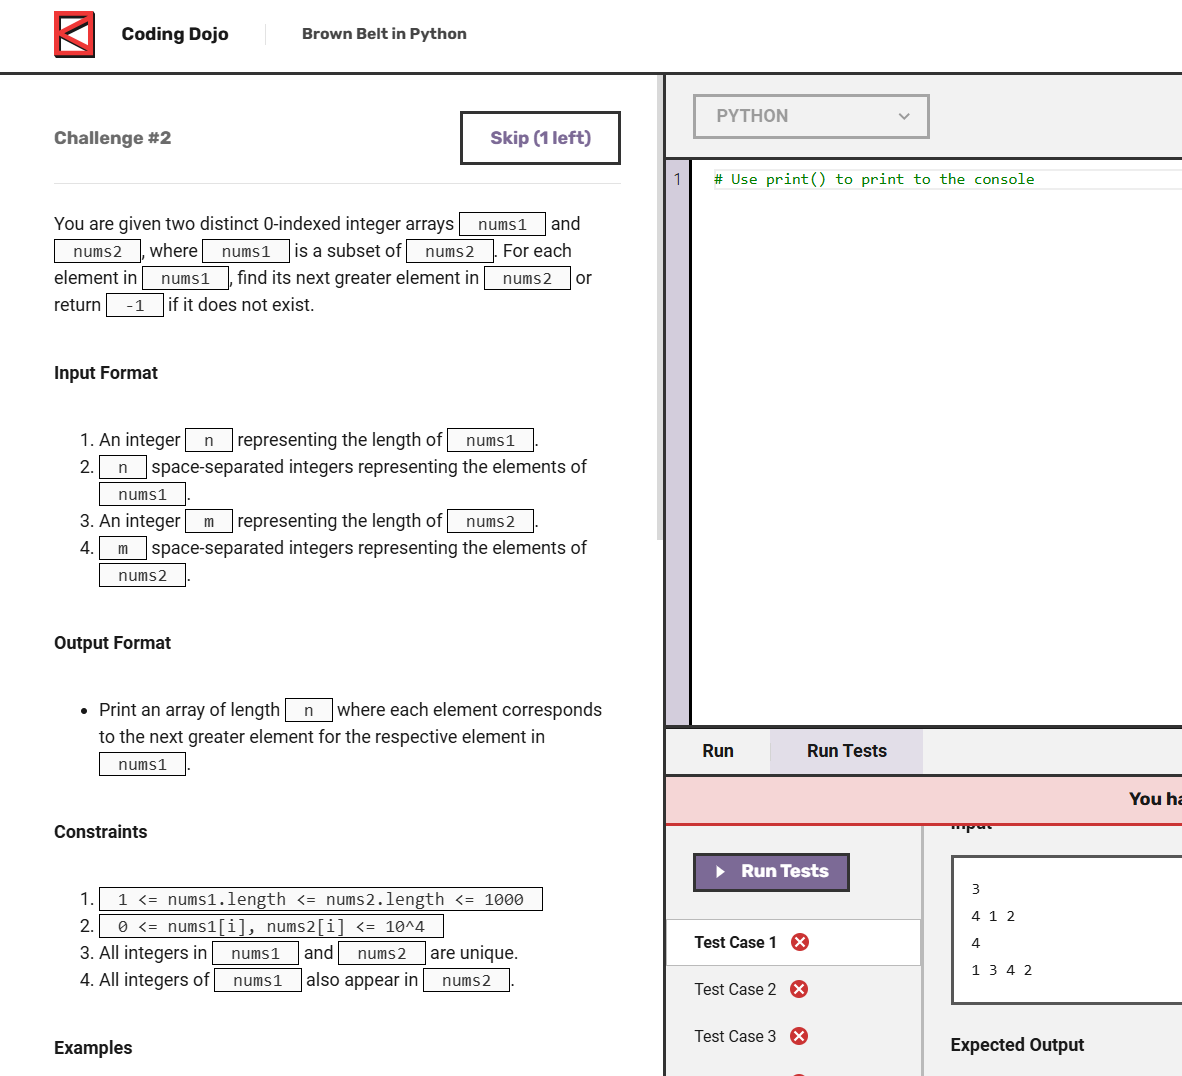 Coding Dojo
Brown Belt in Python
Challenge #2
Skip (1 left)
You are given two distinct 0-indexed integer arrays nums1 and
nums2, where nums1 is a subset of nums2. For each
element in nums1, find its next greater element in nums2 or
return -1 if it does not exist.
Input Format
1. An integer n representing the length of nums1.
2. n space-separated integers representing the elements of
nums1.
3. An integer m representing the length of nums2.
4. m space-separated integers representing the elements of
nums2.
Output Format
• Print an array of length n where each element corresponds
to the next greater element for the respective element in
nums1.
Constraints
1. 1 <= nums1.length <= nums2.length <= 1000
2. 0 <= nums1[i], nums2[i] <= 10^4
3. All integers in nums1 and nums2 are unique.
4. All integers of nums1 also appear in nums2.
Examples
PYTHON
1 # Use print() to print to the console
Run
Run Tests
You ha
Run Tests
Test Case 1
Test Case 2
Test Case 3
Input
3
4 1 2
4
1 3 4 2
Expected Output